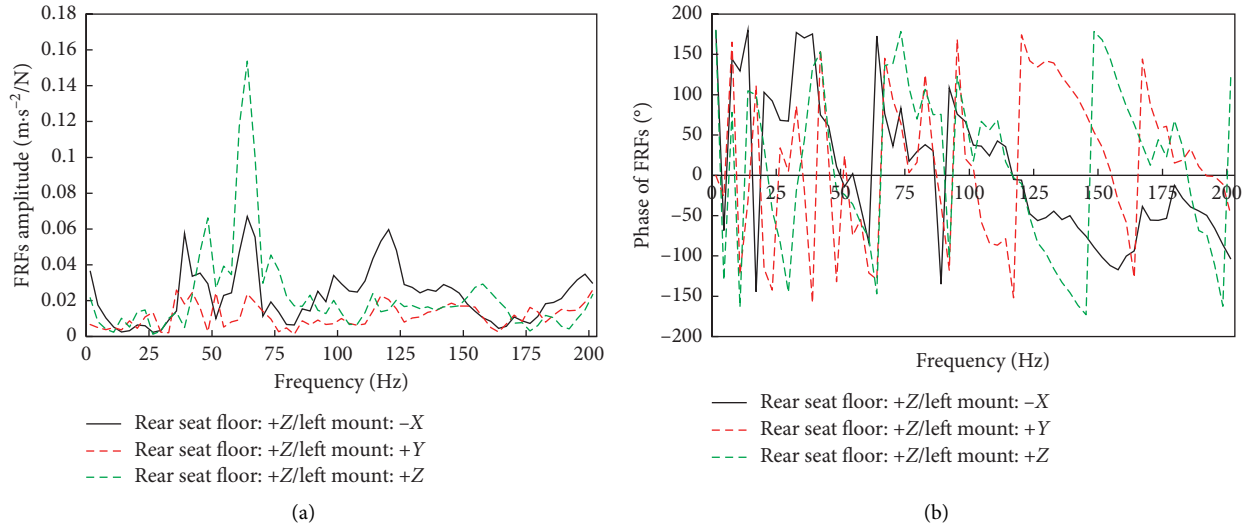 0.18
0.16
0.14
0.12
0.1
0.08
0.06
0.04
0.02
0
FRFs amplitude (m·s⁻²/N)
0 25 50 75 100 125 150 175 200
Frequency (Hz)
Rear seat floor: +Z/left mount: –X
Rear seat floor: +Z/left mount: +Y
Rear seat floor: +Z/left mount: +Z
(a)
200
150
100
50
0
−50
−100
−150
−200
Phase of FRFs (°)
0 25 50 75 100 125 150 175 200
Frequency (Hz)
Rear seat floor: +Z/left mount: –X
Rear seat floor: +Z/left mount: +Y
Rear seat floor: +Z/left mount: +Z
(b)